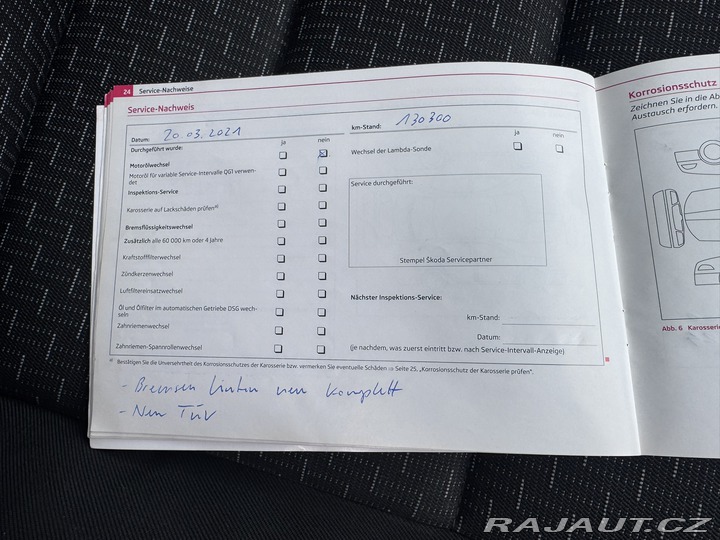 24 Service-Nachweise
Service-Nachweis
Datum: 20.03.2021
km-Stand: 130300
Durchgeführt wurde: ja nein
Motorölwechsel
Motoröl für variable Service-Intervalle QG1 verwen-
det
Inspektions-Service
Karosserie auf Lackschäden prüfen
Bremsflüssigkeitswechsel
Zusätzlich alle 60 000 km oder 4 Jahre
Kraftstofffilterwechsel
Zündkerzenwechsel
Luftfiltereinsatzwechsel
Öl und Ölfilter im automatischen Getriebe DSG wech-
seln
Zahnriemenwechsel
Zahnriemen-Spannrollenwechsel
ja nein
Wechsel der Lambda-Sonde
Service durchgeführt:
Stempel Škoda Servicepartner
Nächster Inspektions-Service:
km-Stand:
Datum:
(je nachdem, was zuerst eintritt bzw. nach Service-Intervall-Anzeige)
a) Bestätigen Sie die Unversehrtheit des Korrosionsschutzes der Karosserie bzw. vermerken Sie eventuelle Schäden ⇒ Seite 25, „Korrosionsschutz der Karosserie prüfen“.
- Bremsen hinten neu komplett
- Neu TÜV
Korrosionsschutz
Zeichnen Sie in die Ab
Austausch erfordern.
Abb. 6 Karosserie
RAJAUT.CZ